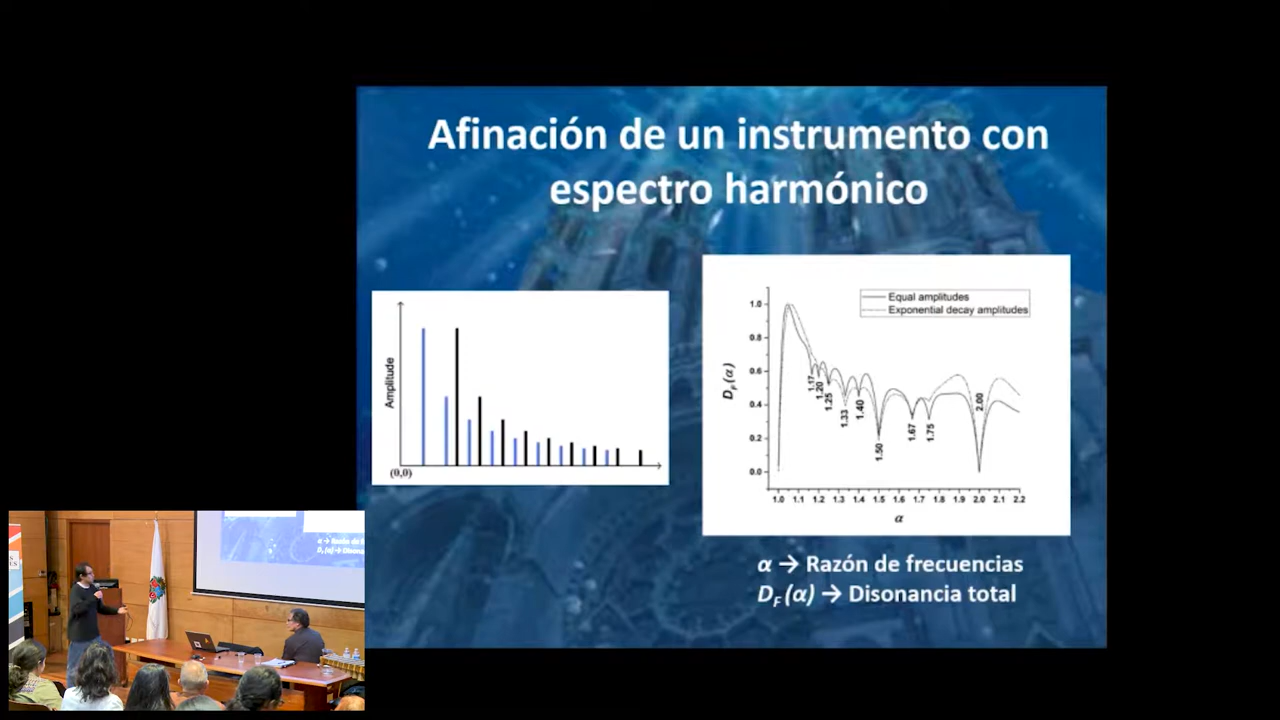 Afinación de un instrumento con
espectro harmónico
Amplitude
(0,0)
Equal amplitudes
Exponential decay amplitudes
D_F(α)
1.0
0.8
0.6
0.4
0.2
0.0
1.17
1.20
1.25
1.33
1.40
1.50
1.67
1.75
2.00
1.0 1.1 1.2 1.3 1.4 1.5 1.6 1.7 1.8 1.9 2.0 2.1 2.2
α
α → Razón de frecuencias
D_F(α) → Disonancia total